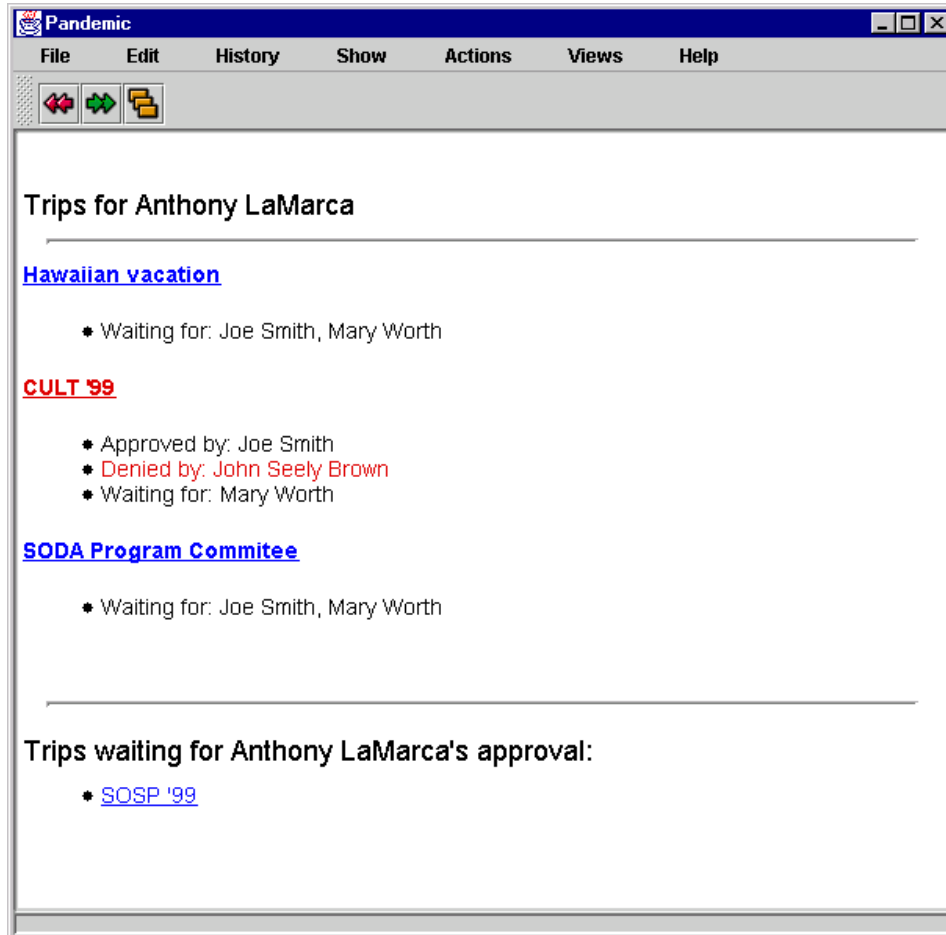 Pandemic
File Edit History Show Actions Views Help
Trips for Anthony LaMarca
Hawaiian vacation
Waiting for: Joe Smith, Mary Worth
CULT '99
Approved by: Joe Smith
Denied by: John Seely Brown
Waiting for: Mary Worth
SODA Program Commitee
Waiting for: Joe Smith, Mary Worth
Trips waiting for Anthony LaMarca's approval:
SOSP '99